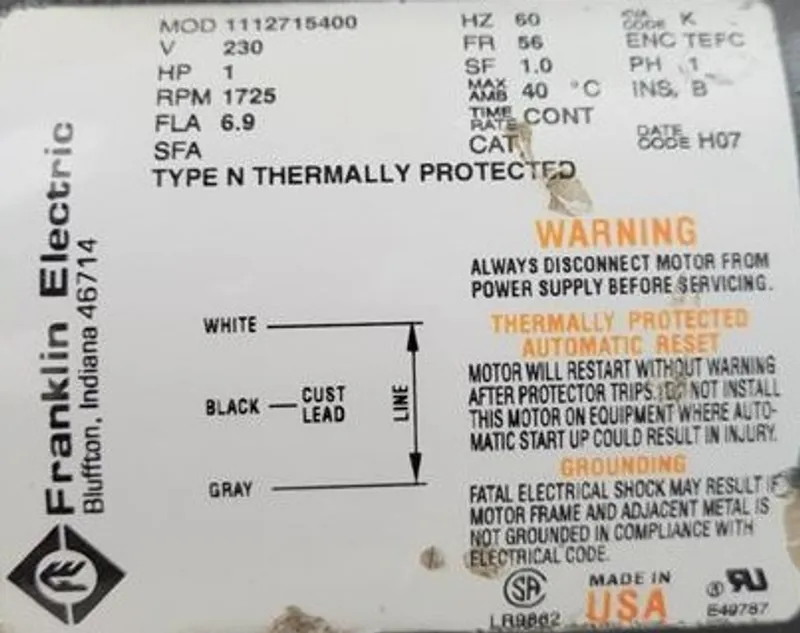 MOD 1112715400
V 230
HP 1
RPM 1725
FLA 6.9
SFA
HZ 60
FR 56
SF 1.0
MAX AMB 40 °C
TIME RATE CONT
CAT
KVA CODE K
ENC TEFC
PH 1
INS. B
DATE CODE H07
TYPE N THERMALLY PROTECTED
Franklin Electric
Bluffton, Indiana 46714
WHITE
BLACK — CUST LEAD
GRAY
LINE
WARNING
ALWAYS DISCONNECT MOTOR FROM
POWER SUPPLY BEFORE SERVICING.
THERMALLY PROTECTED
AUTOMATIC RESET
MOTOR WILL RESTART WITHOUT WARNING
AFTER PROTECTOR TRIPS. DO NOT INSTALL
THIS MOTOR ON EQUIPMENT WHERE AUTO-
MATIC START UP COULD RESULT IN INJURY.
GROUNDING
FATAL ELECTRICAL SHOCK MAY RESULT IF
MOTOR FRAME AND ADJACENT METAL IS
NOT GROUNDED IN COMPLIANCE WITH
ELECTRICAL CODE.
FE
SA
LR9862
MADE IN
USA
RU
E49787